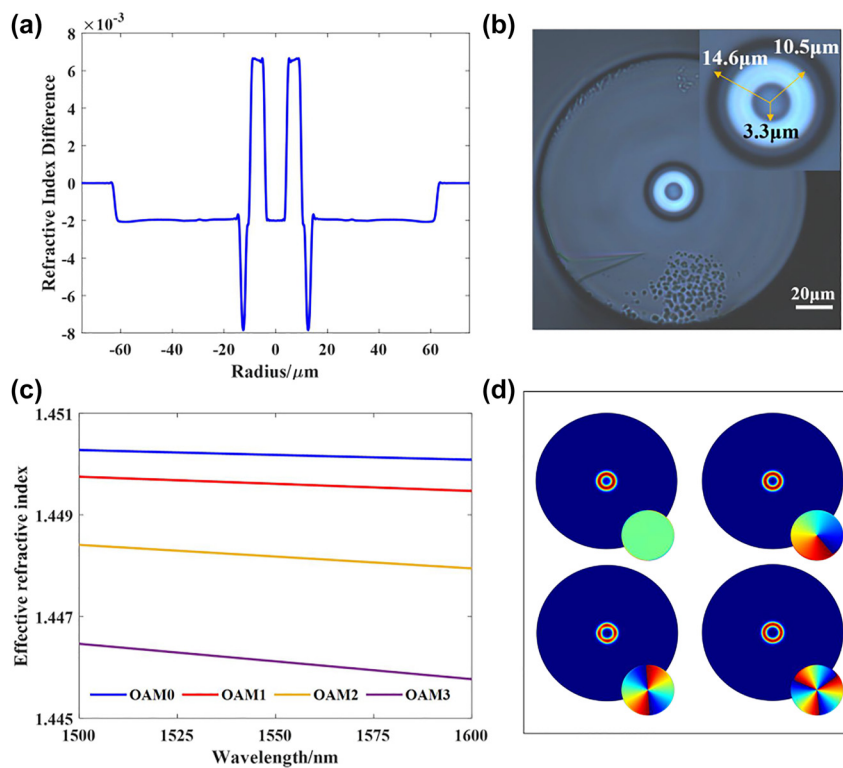 (a)
×10⁻³
8
6
4
2
0
-2
-4
-6
-8
Refractive Index Difference
-60 -40 -20 0 20 40 60
Radius/μm
(b)
14.6μm
10.5μm
3.3μm
20μm
(c)
1.451
1.449
1.447
1.445
Effective refractive index
OAM0 OAM1 OAM2 OAM3
1500 1525 1550 1575 1600
Wavelength/nm
(d)